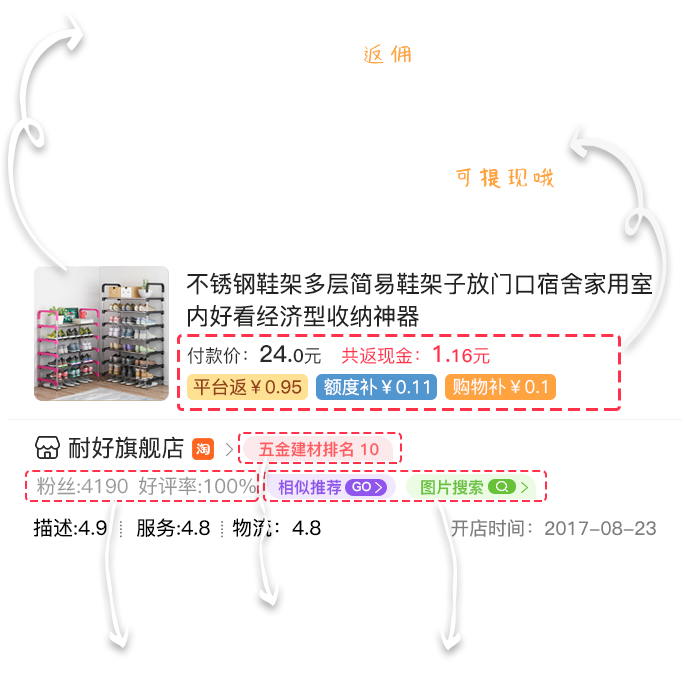 返佣
可提现哦
不锈钢鞋架多层简易鞋架子放门口宿舍家用室
内好看经济型收纳神器
付款价：24.0元 共返现金：1.16元
平台返￥0.95 额度补￥0.11 购物补￥0.1
耐好旗舰店 淘 五金建材排名 10
粉丝:4190 好评率:100% 相似推荐 GO 图片搜索
描述:4.9 服务:4.8 物流：4.8 开店时间：2017-08-23